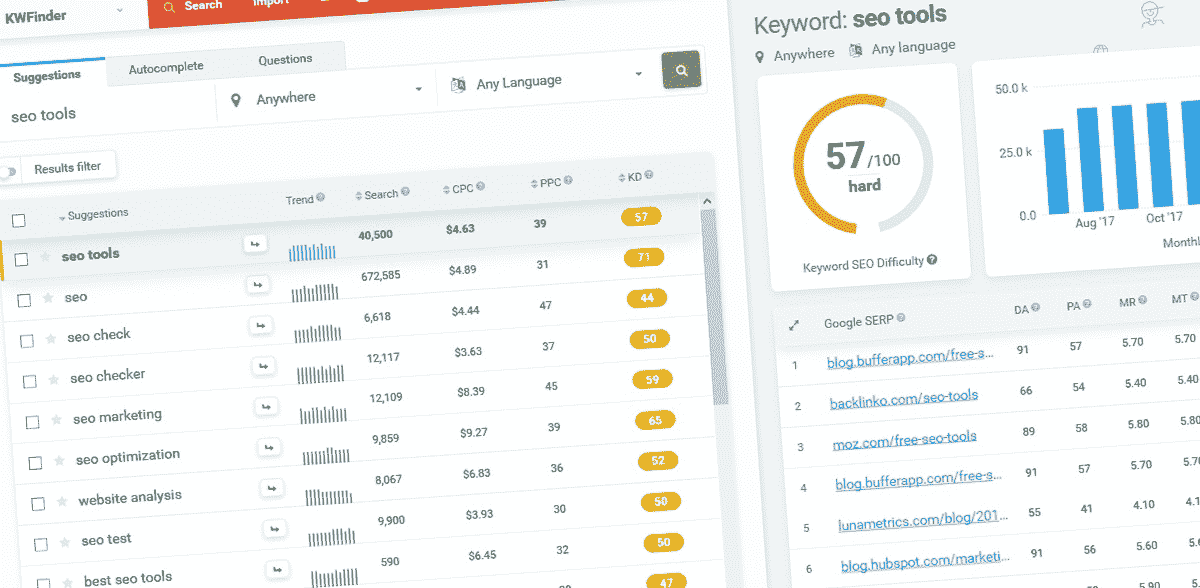 KWFinder
Search
Import
Suggestions
Autocomplete
Questions
seo tools
Anywhere
Any Language
Results filter
Suggestions Trend Search CPC PPC KD
seo tools 40,500 $4.63 39 57
seo 672,585 $4.89 31 71
seo check 6,618 $4.44 47 44
seo checker 12,117 $3.63 37 50
seo marketing 12,109 $8.39 45 59
seo optimization 9,859 $9.27 39 65
website analysis 8,067 $6.83 36 52
seo test 9,900 $3.93 30 50
best seo tools 590 $6.45 32 50
47
Keyword: seo tools
Anywhere Any language
57/100
hard
Keyword SEO Difficulty
50.0 k
25.0 k
0.0
Aug '17 Oct '17
Monthl
Google SERP DA PA MR MT
1 blog.bufferapp.com/free-s... 91 57 5.70 5.70
2 backlinko.com/seo-tools 66 54 5.40 5.40
3 moz.com/free-seo-tools 89 58 5.80 5.80
4 blog.bufferapp.com/free-s... 91 57 5.70 5.70
5 lunametrics.com/blog/201... 55 41 4.10 4.1
6 blog.hubspot.com/marketi... 91 56 5.60 5.6
5.90